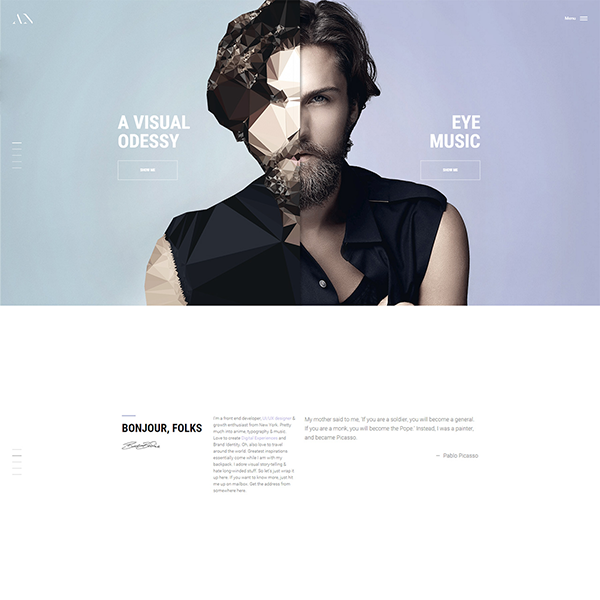 AN
Menu
A VISUAL
ODESSY
SHOW ME
EYE
MUSIC
SHOW ME
BONJOUR, FOLKS
I'm a front end developer, UI/UX designer &
growth enthusiast from New York. Pretty
much into anime, typography & music.
Love to create Digital Experiences and
Brand Identity. Oh, also love to travel
around the world. Greatest inspirations
essentially come while I am with my
backpack. I adore visual story-telling &
hate long-winded stuff. So let's just wrap it
up here. If you want to know more, just hit
me up on mailbox. Get the address from
somewhere here.
My mother said to me, 'If you are a soldier, you will become a general.
If you are a monk, you will become the Pope.' Instead, I was a painter,
and became Picasso.
— Pablo Picasso